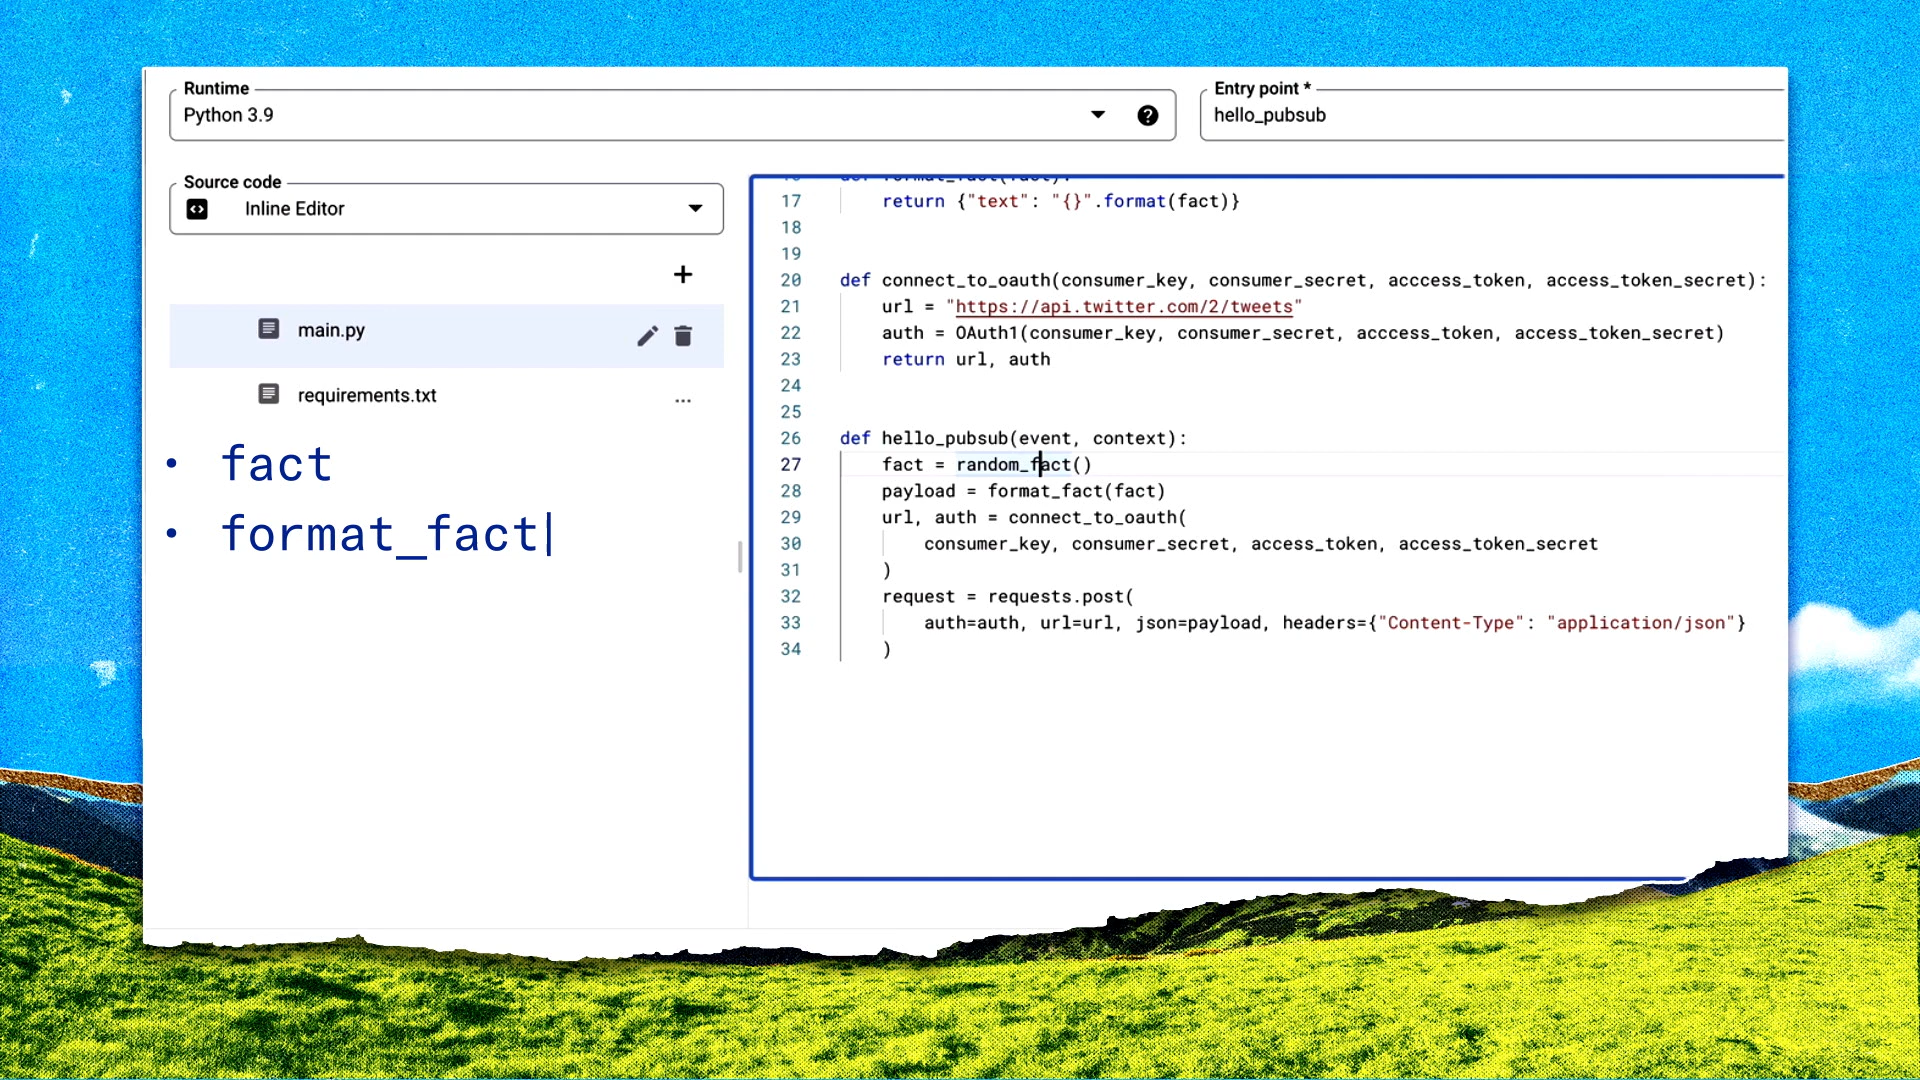 Runtime
Python 3.9
Entry point *
hello_pubsub
Source code
Inline Editor
main.py
requirements.txt
...
• fact
• format_fact|
17 return {"text": "{}".format(fact)}
18
19
20 def connect_to_oauth(consumer_key, consumer_secret, acccess_token, access_token_secret):
21 url = "https://api.twitter.com/2/tweets"
22 auth = OAuth1(consumer_key, consumer_secret, acccess_token, access_token_secret)
23 return url, auth
24
25
26 def hello_pubsub(event, context):
27 fact = random_fact()
28 payload = format_fact(fact)
29 url, auth = connect_to_oauth(
30 consumer_key, consumer_secret, access_token, access_token_secret
31 )
32 request = requests.post(
33 auth=auth, url=url, json=payload, headers={"Content-Type": "application/json"}
34 )